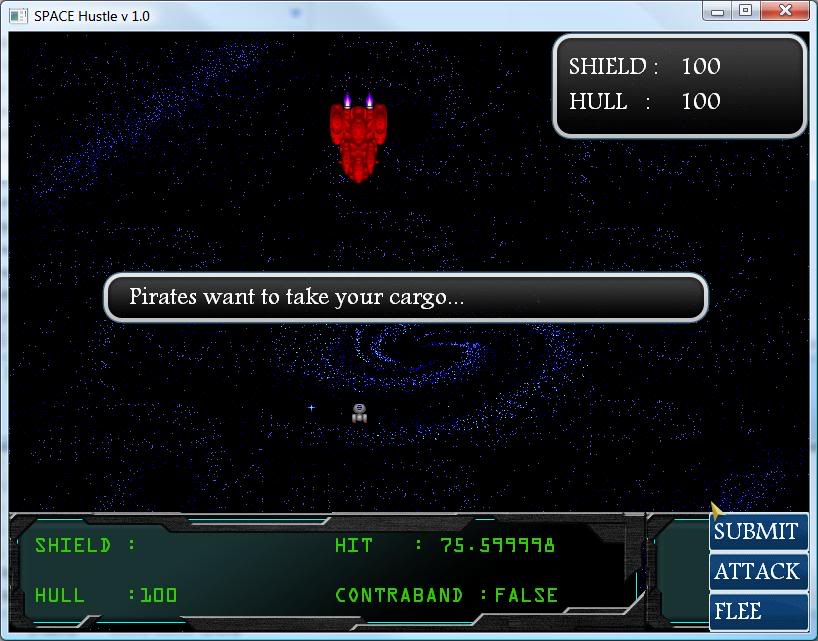 SPACE Hustle v 1.0
SHIELD : 100
HULL : 100
Pirates want to take your cargo...
SHIELD :
HIT : 75.599998
HULL :100
CONTRABAND :FALSE
SUBMIT
ATTACK
FLEE